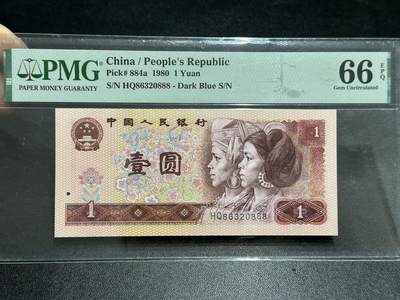 PMG
PAPER MONEY GUARANTY
China / People's Republic
Pick# 884a 1980 1 Yuan
S/N HQ86320888 - Dark Blue S/N
66 EPQ
Gem Uncirculated
中国人民银行
1
壹圆
1
HQ86320888